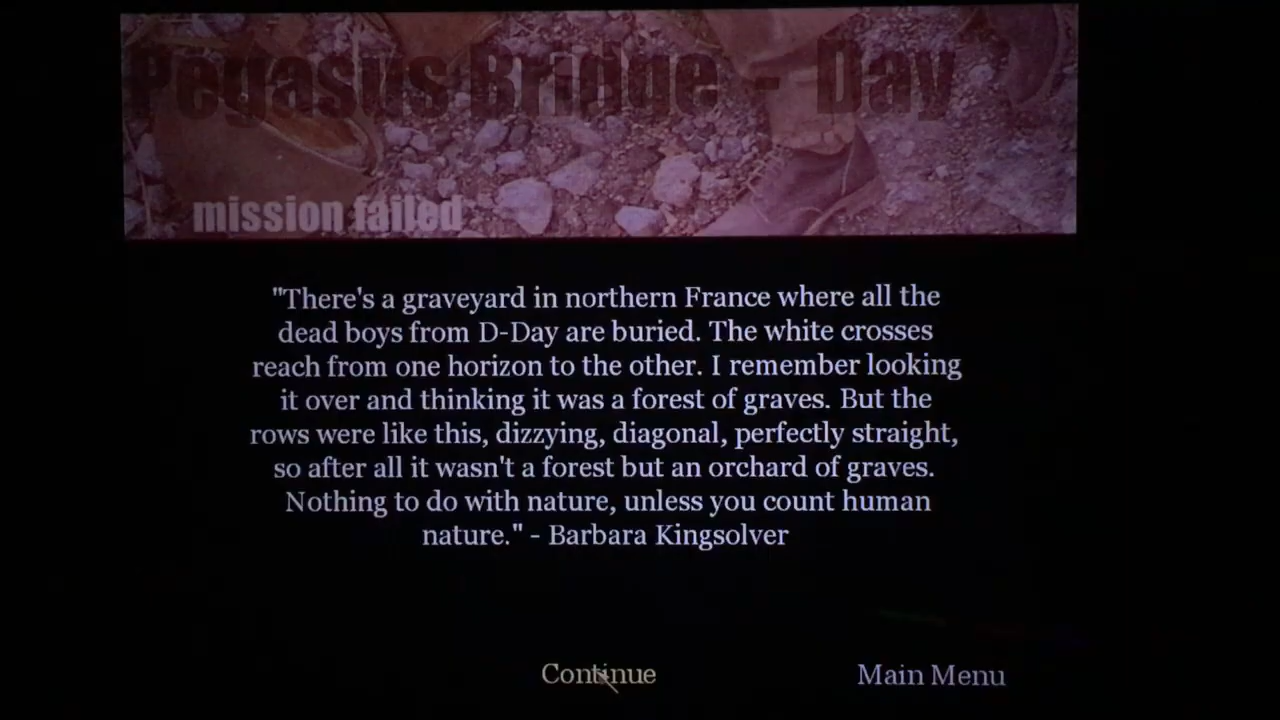 Pegasus Bridge - Day
mission failed
"There's a graveyard in northern France where all the
dead boys from D-Day are buried. The white crosses
reach from one horizon to the other. I remember looking
it over and thinking it was a forest of graves. But the
rows were like this, dizzying, diagonal, perfectly straight,
so after all it wasn't a forest but an orchard of graves.
Nothing to do with nature, unless you count human
nature." - Barbara Kingsolver
Continue
Main Menu